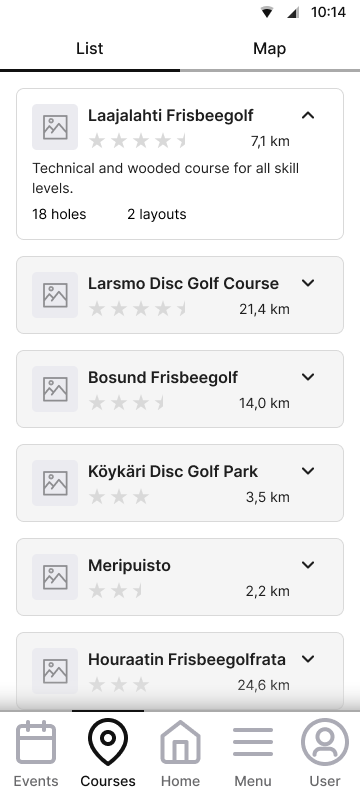 10:14
List
Map
Laajalahti Frisbeegolf
7,1 km
Technical and wooded course for all skill
levels.
18 holes
2 layouts
Larsmo Disc Golf Course
21,4 km
Bosund Frisbeegolf
14,0 km
Köykäri Disc Golf Park
3,5 km
Meripuisto
2,2 km
Houraatin Frisbeegolfrata
24,6 km
Events
Courses
Home
Menu
User